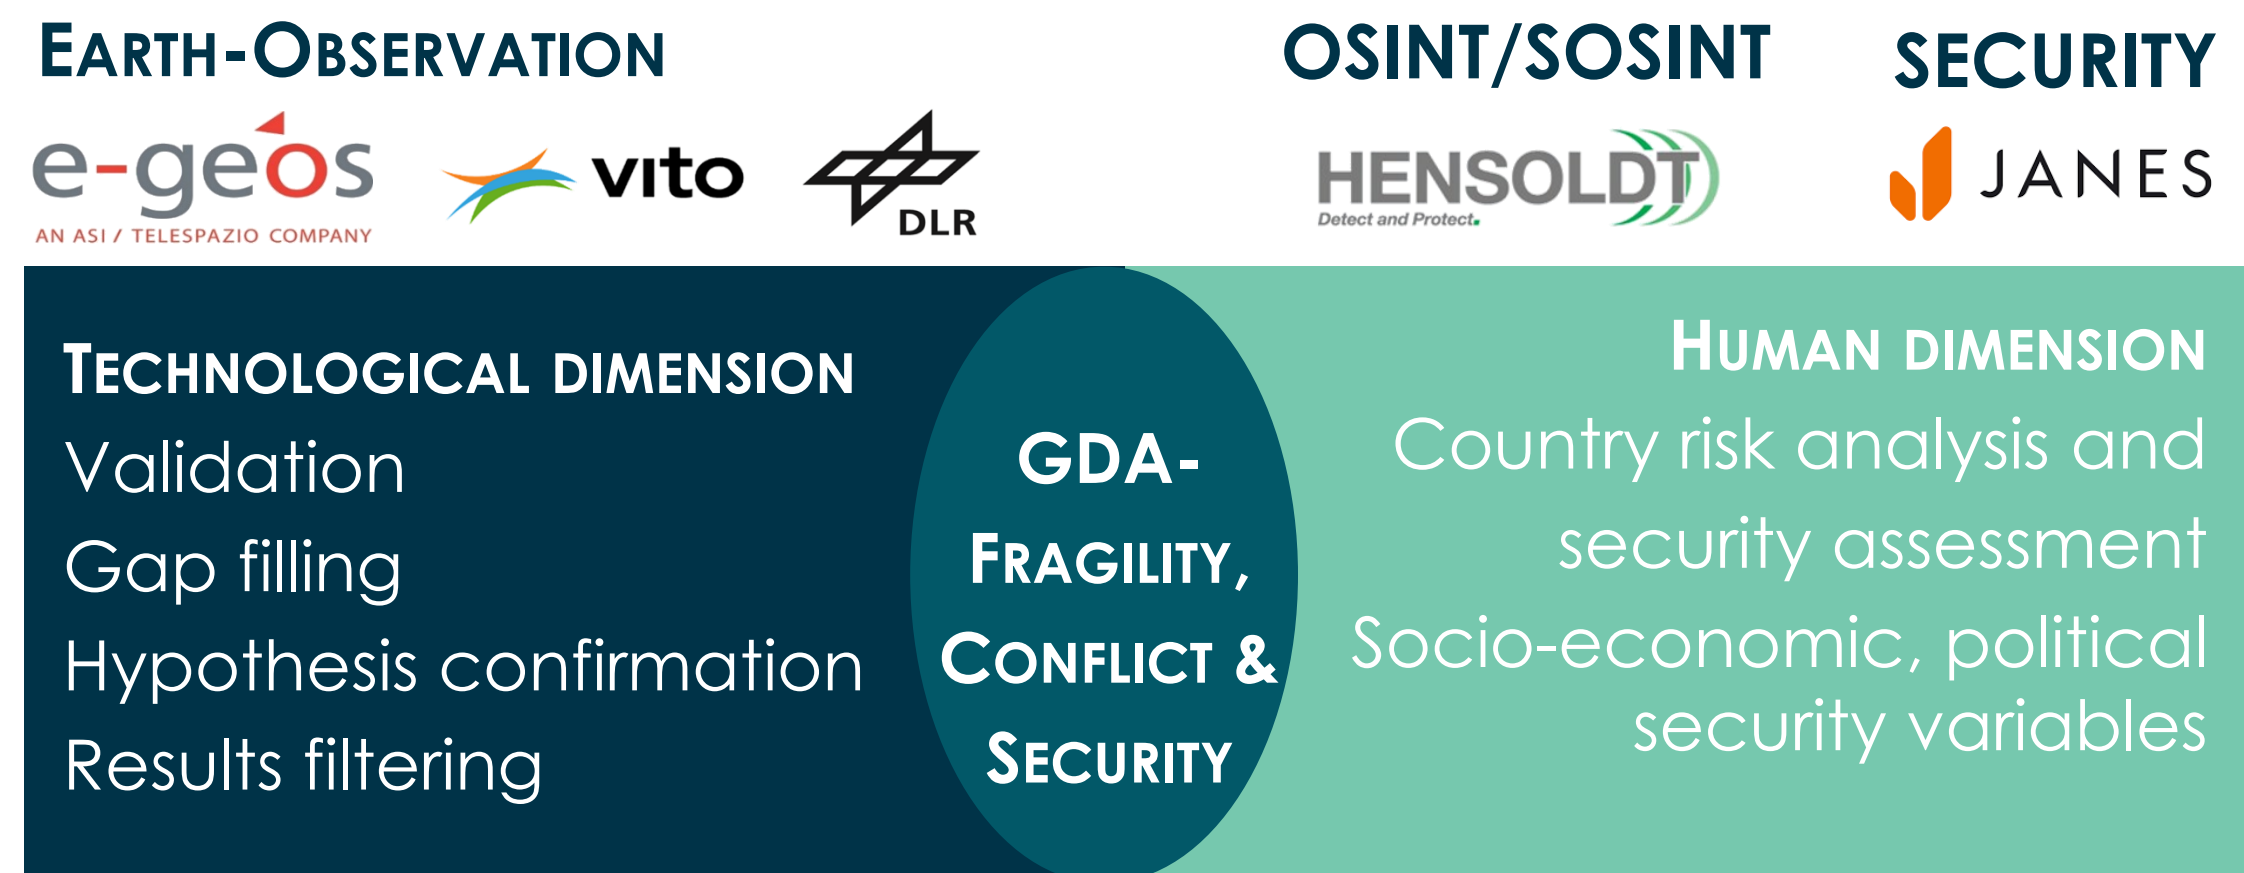 EARTH-OBSERVATION
OSINT/SOSINT
SECURITY
e-geos
AN ASI / TELESPAZIO COMPANY
vito
DLR
HENSOLDT
Detect and Protect.
JANES
TECHNOLOGICAL DIMENSION
Validation
Gap filling
Hypothesis confirmation
Results filtering
GDA-
FRAGILITY,
CONFLICT &
SECURITY
HUMAN DIMENSION
Country risk analysis and
security assessment
Socio-economic, political
security variables